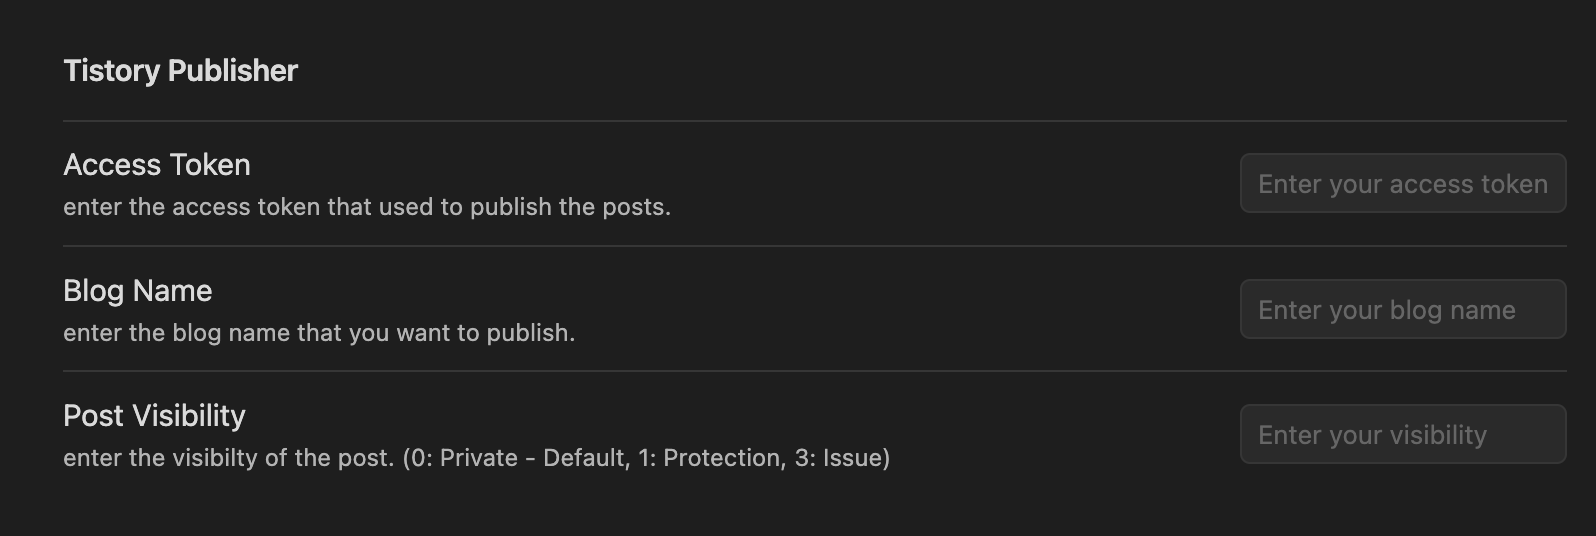 Tistory Publisher
Access Token
enter the access token that used to publish the posts.
Enter your access token
Blog Name
enter the blog name that you want to publish.
Enter your blog name
Post Visibility
enter the visibilty of the post. (0: Private - Default, 1: Protection, 3: Issue)
Enter your visibility